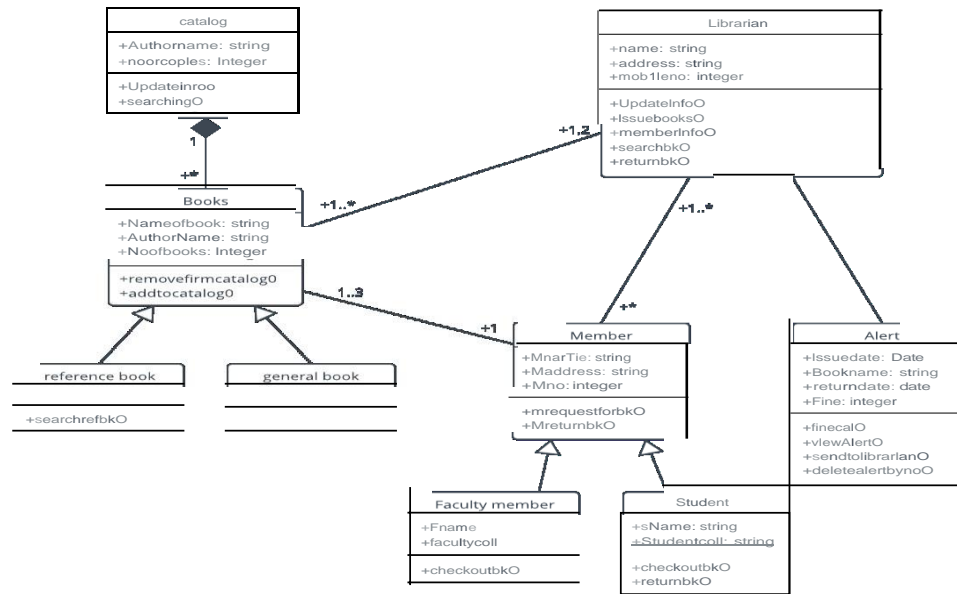 catalog
+Authorname: string
+noorcoples: Integer
+Updateinroo
+searchingO
1
+*
Librarian
+name: string
+address: string
+mob1leno: integer
+UpdateInfoO
+IssuebooksO
+memberInfoO
+searchbkO
+returnbkO
+1,2
+1..*
Books
+Nameofbook: string
+AuthorName: string
+Noofbooks: Integer
+removefirmcatalog0
+addtocatalog0
+1..*
+*
1..3
+1
reference book
+searchrefbkO
general book
Member
+MnarTie: string
+Maddress: string
+Mno: integer
+mrequestforbkO
+MreturnbkO
Alert
+Issuedate: Date
+Bookname: string
+returndate: date
+Fine: integer
+finecalO
+vlewAlertO
+sendtolibrarlanO
+deletealertbynoO
Faculty member
+Fname
+facultycoll
+checkoutbkO
Student
+sName: string
+Studentcoll: string
+checkoutbkO
+returnbkO